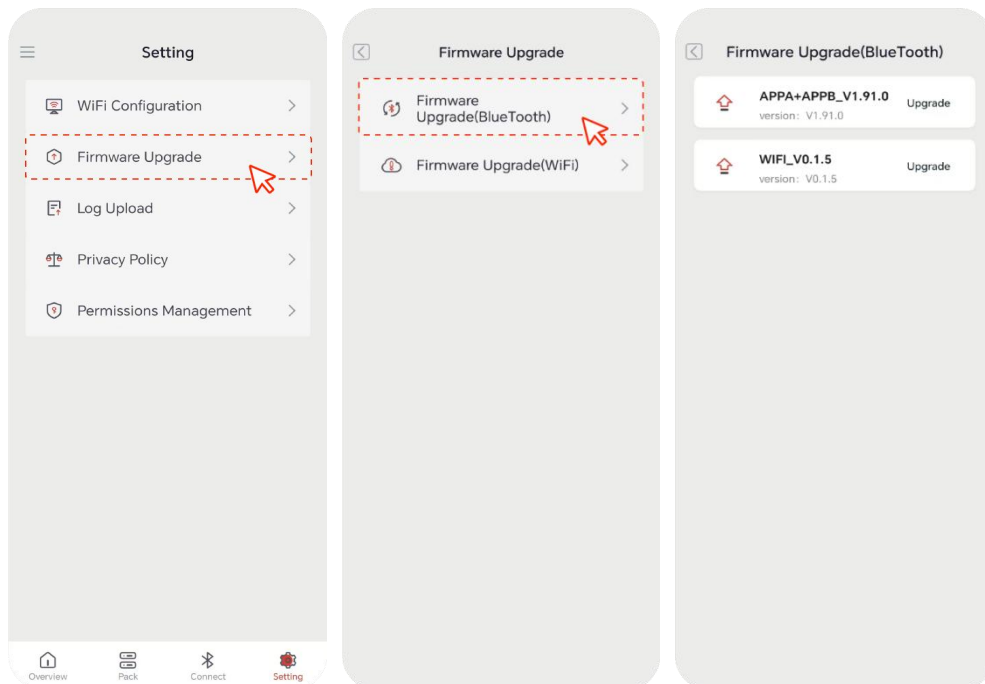 Setting
WiFi Configuration
Firmware Upgrade
Log Upload
Privacy Policy
Permissions Management
Overview
Pack
Connect
Setting
Firmware Upgrade
Firmware
Upgrade(BlueTooth)
Firmware Upgrade(WiFi)
Firmware Upgrade(BlueTooth)
APPA+APPB_V1.91.0
version: V1.91.0
Upgrade
WIFI_V0.1.5
version: V0.1.5
Upgrade